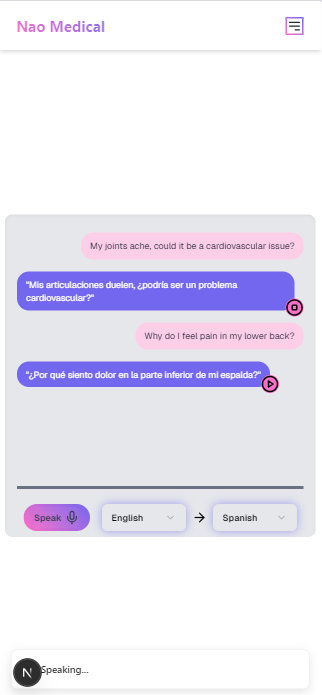 Nao Medical
My joints ache, could it be a cardiovascular issue?
"Mis articulaciones duelen, ¿podría ser un problema
cardiovascular?"
Why do I feel pain in my lower back?
"¿Por qué siento dolor en la parte inferior de mi espalda?"
Speak
English
Spanish
N
Speaking...